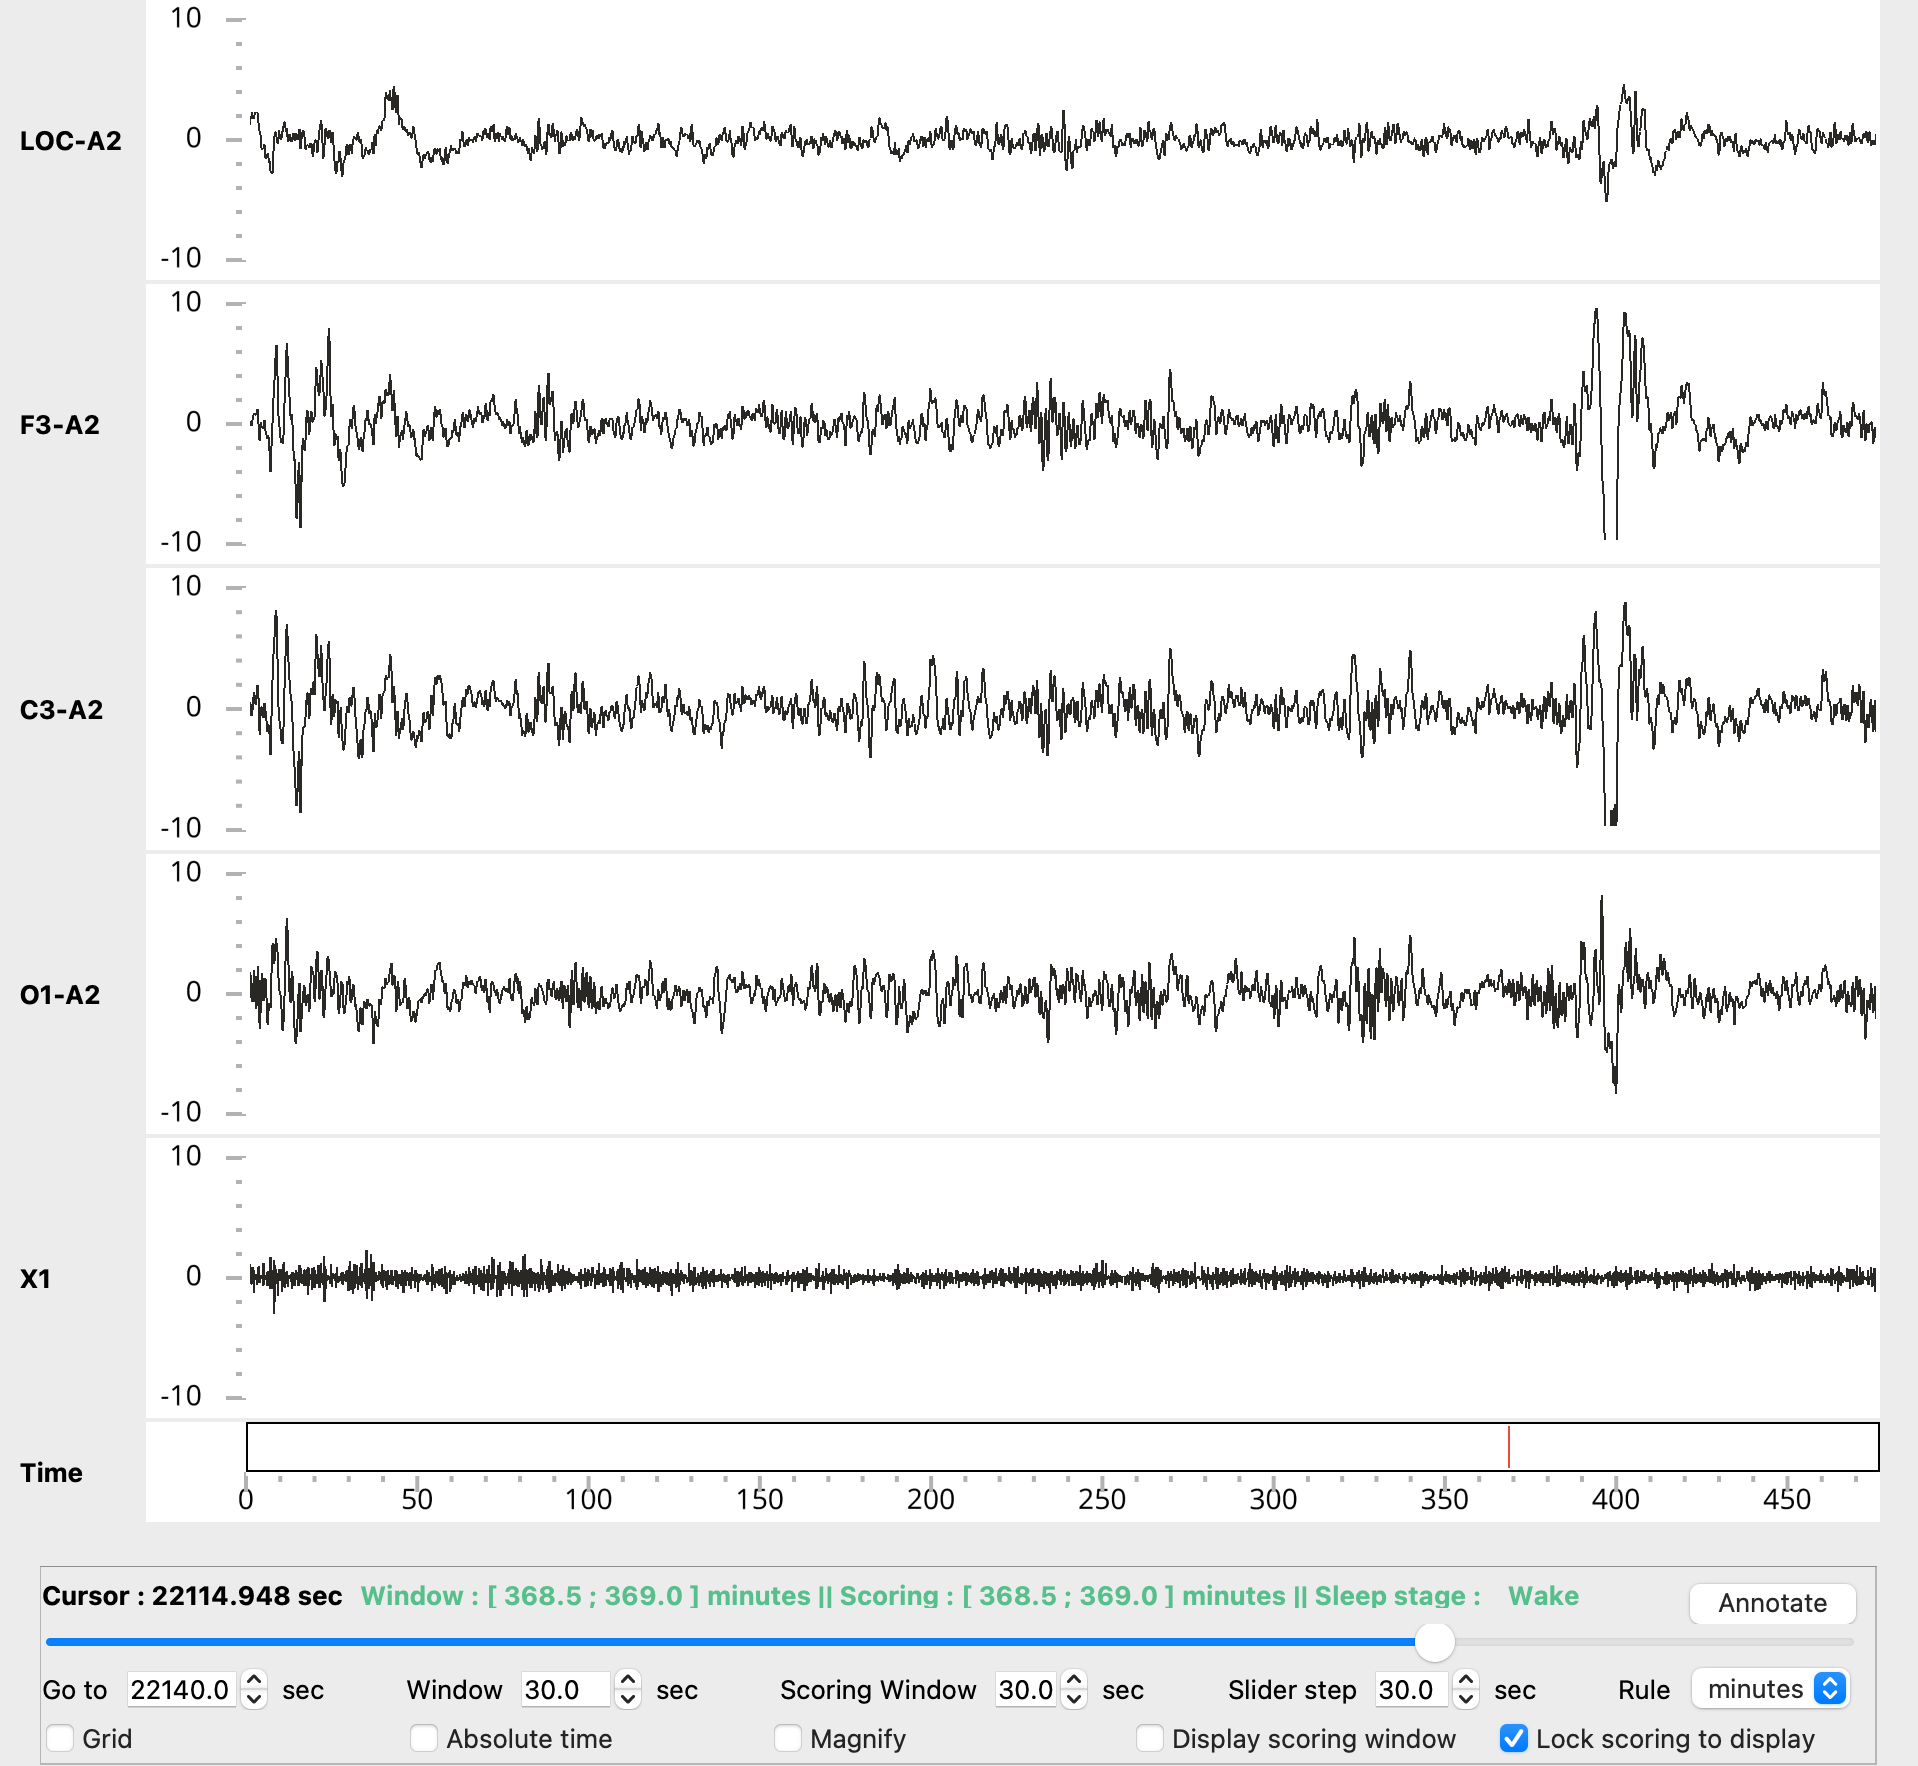 10
LOC-A2
0
-10
10
F3-A2
0
-10
10
C3-A2
0
-10
10
O1-A2
0
-10
10
X1
0
-10
Time
0 50 100 150 200 250 300 350 400 450
Cursor : 22114.948 sec Window : [ 368.5 ; 369.0 ] minutes || Scoring : [ 368.5 ; 369.0 ] minutes || Sleep stage : Wake Annotate
Go to 22140.0 sec Window 30.0 sec Scoring Window 30.0 sec Slider step 30.0 sec Rule minutes
Grid Absolute time Magnify Display scoring window Lock scoring to display